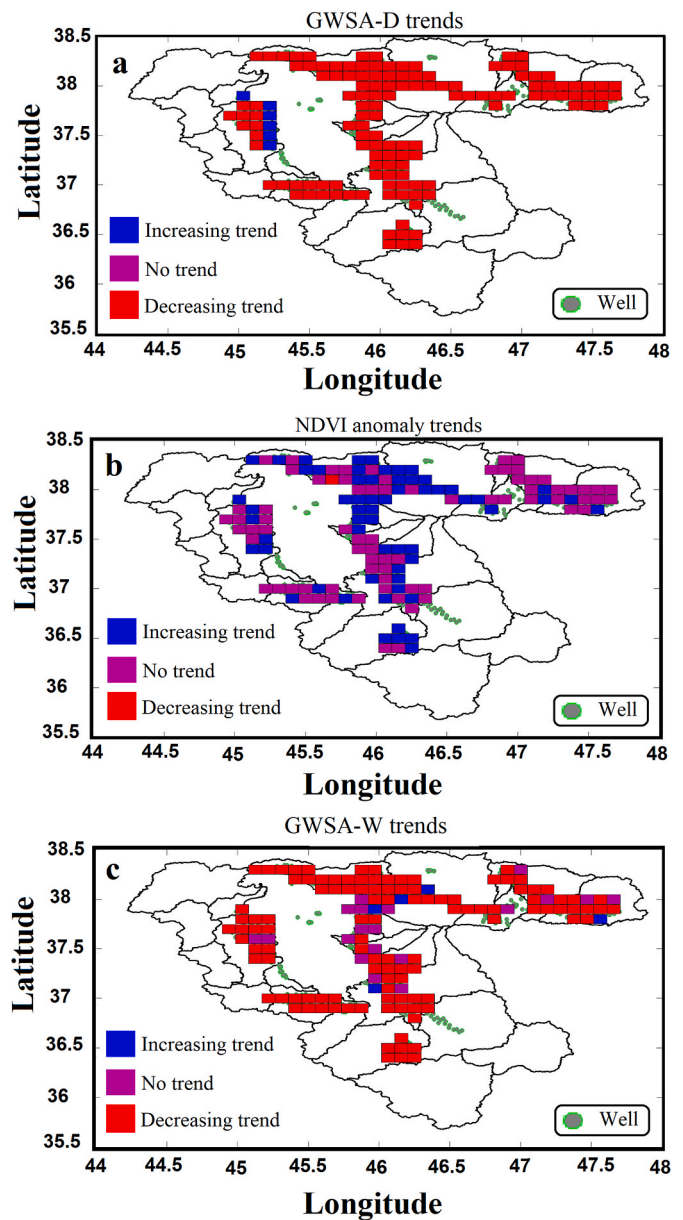 GWSA-D trends
a
38.5
38
37.5
37
36.5
36
35.5
Latitude
Increasing trend
No trend
Decreasing trend
Well
44 44.5 45 45.5 46 46.5 47 47.5 48
Longitude
NDVI anomaly trends
b
38.5
38
37.5
37
36.5
36
35.5
Latitude
Increasing trend
No trend
Decreasing trend
Well
44 44.5 45 45.5 46 46.5 47 47.5 48
Longitude
GWSA-W trends
c
38.5
38
37.5
37
36.5
36
35.5
Latitude
Increasing trend
No trend
Decreasing trend
Well
44 44.5 45 45.5 46 46.5 47 47.5 48
Longitude